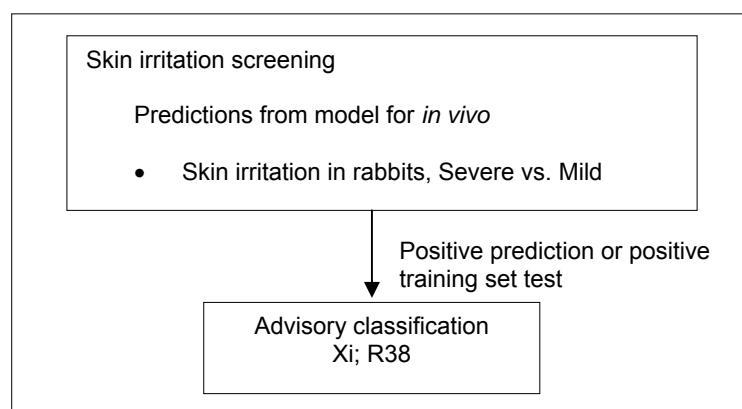 Skin irritation screening
Predictions from model for in vivo
• Skin irritation in rabbits, Severe vs. Mild
Positive prediction or positive
training set test
Advisory classification
Xi; R38